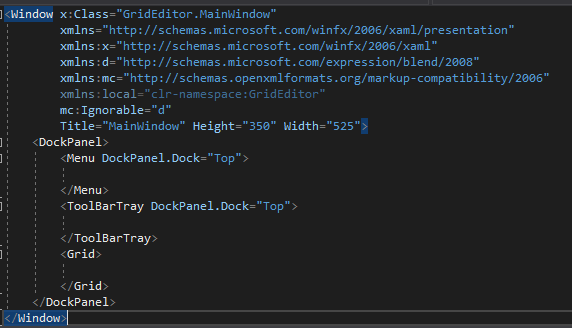 <Window x:Class="GridEditor.MainWindow"
xmlns="http://schemas.microsoft.com/winfx/2006/xaml/presentation"
xmlns:x="http://schemas.microsoft.com/winfx/2006/xaml"
xmlns:d="http://schemas.microsoft.com/expression/blend/2008"
xmlns:mc="http://schemas.openxmlformats.org/markup-compatibility/2006"
xmlns:local="clr-namespace:GridEditor"
mc:Ignorable="d"
Title="MainWindow" Height="350" Width="525">
<DockPanel>
<Menu DockPanel.Dock="Top">
</Menu>
<ToolBarTray DockPanel.Dock="Top">
</ToolBarTray>
<Grid>
</Grid>
</DockPanel>
</Window>